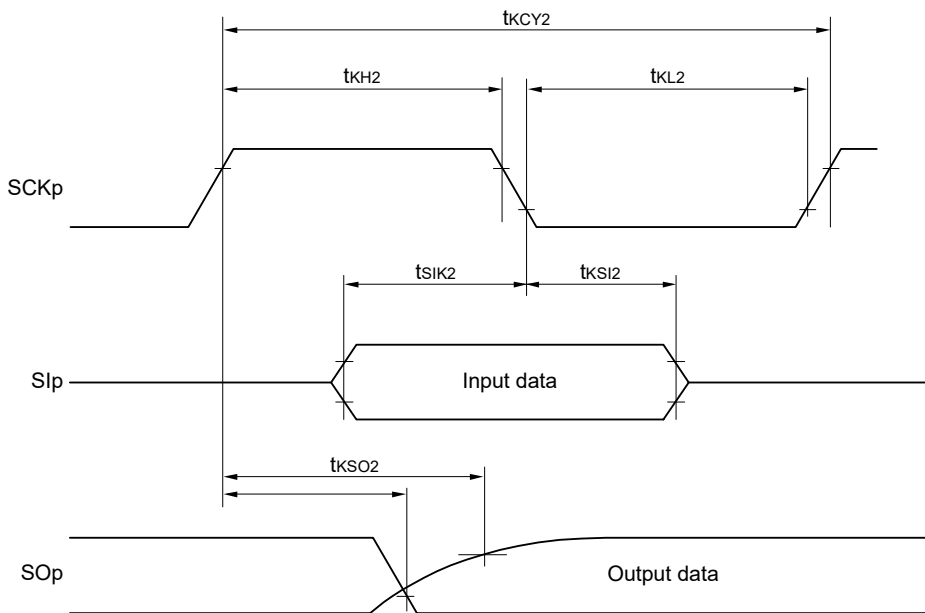 tKCY2
tKH2
tKL2
SCKp
tSIK2
tKSI2
SIp
Input data
tKSO2
SOp
Output data